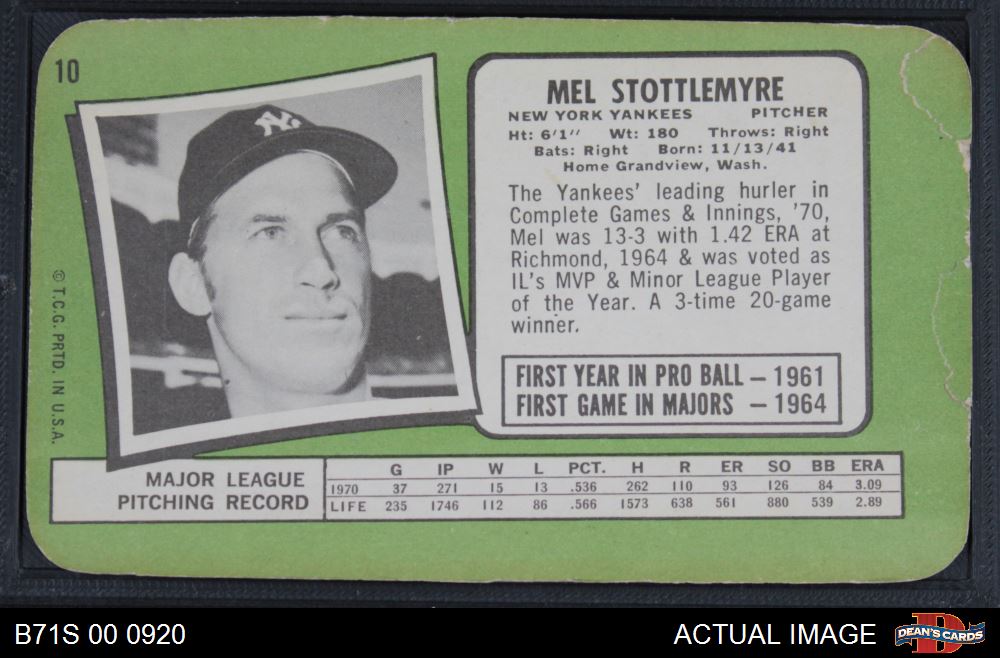 10
NY
MEL STOTTLEMYRE
NEW YORK YANKEES PITCHER
Ht: 6'1" Wt: 180 Throws: Right
Bats: Right Born: 11/13/41
Home Grandview, Wash.
The Yankees' leading hurler in
Complete Games & Innings, '70,
Mel was 13-3 with 1.42 ERA at
Richmond, 1964 & was voted as
IL's MVP & Minor League Player
of the Year. A 3-time 20-game
winner.
FIRST YEAR IN PRO BALL – 1961
FIRST GAME IN MAJORS – 1964
© T.C.G. PRTD. IN U.S.A.
MAJOR LEAGUE
PITCHING RECORD
G IP W L PCT. H R ER SO BB ERA
1970 37 271 15 13 .536 262 110 93 126 84 3.09
LIFE 235 1746 112 86 .566 1573 638 561 880 539 2.89
B71S 00 0920
ACTUAL IMAGE
D
DEAN'S CARDS